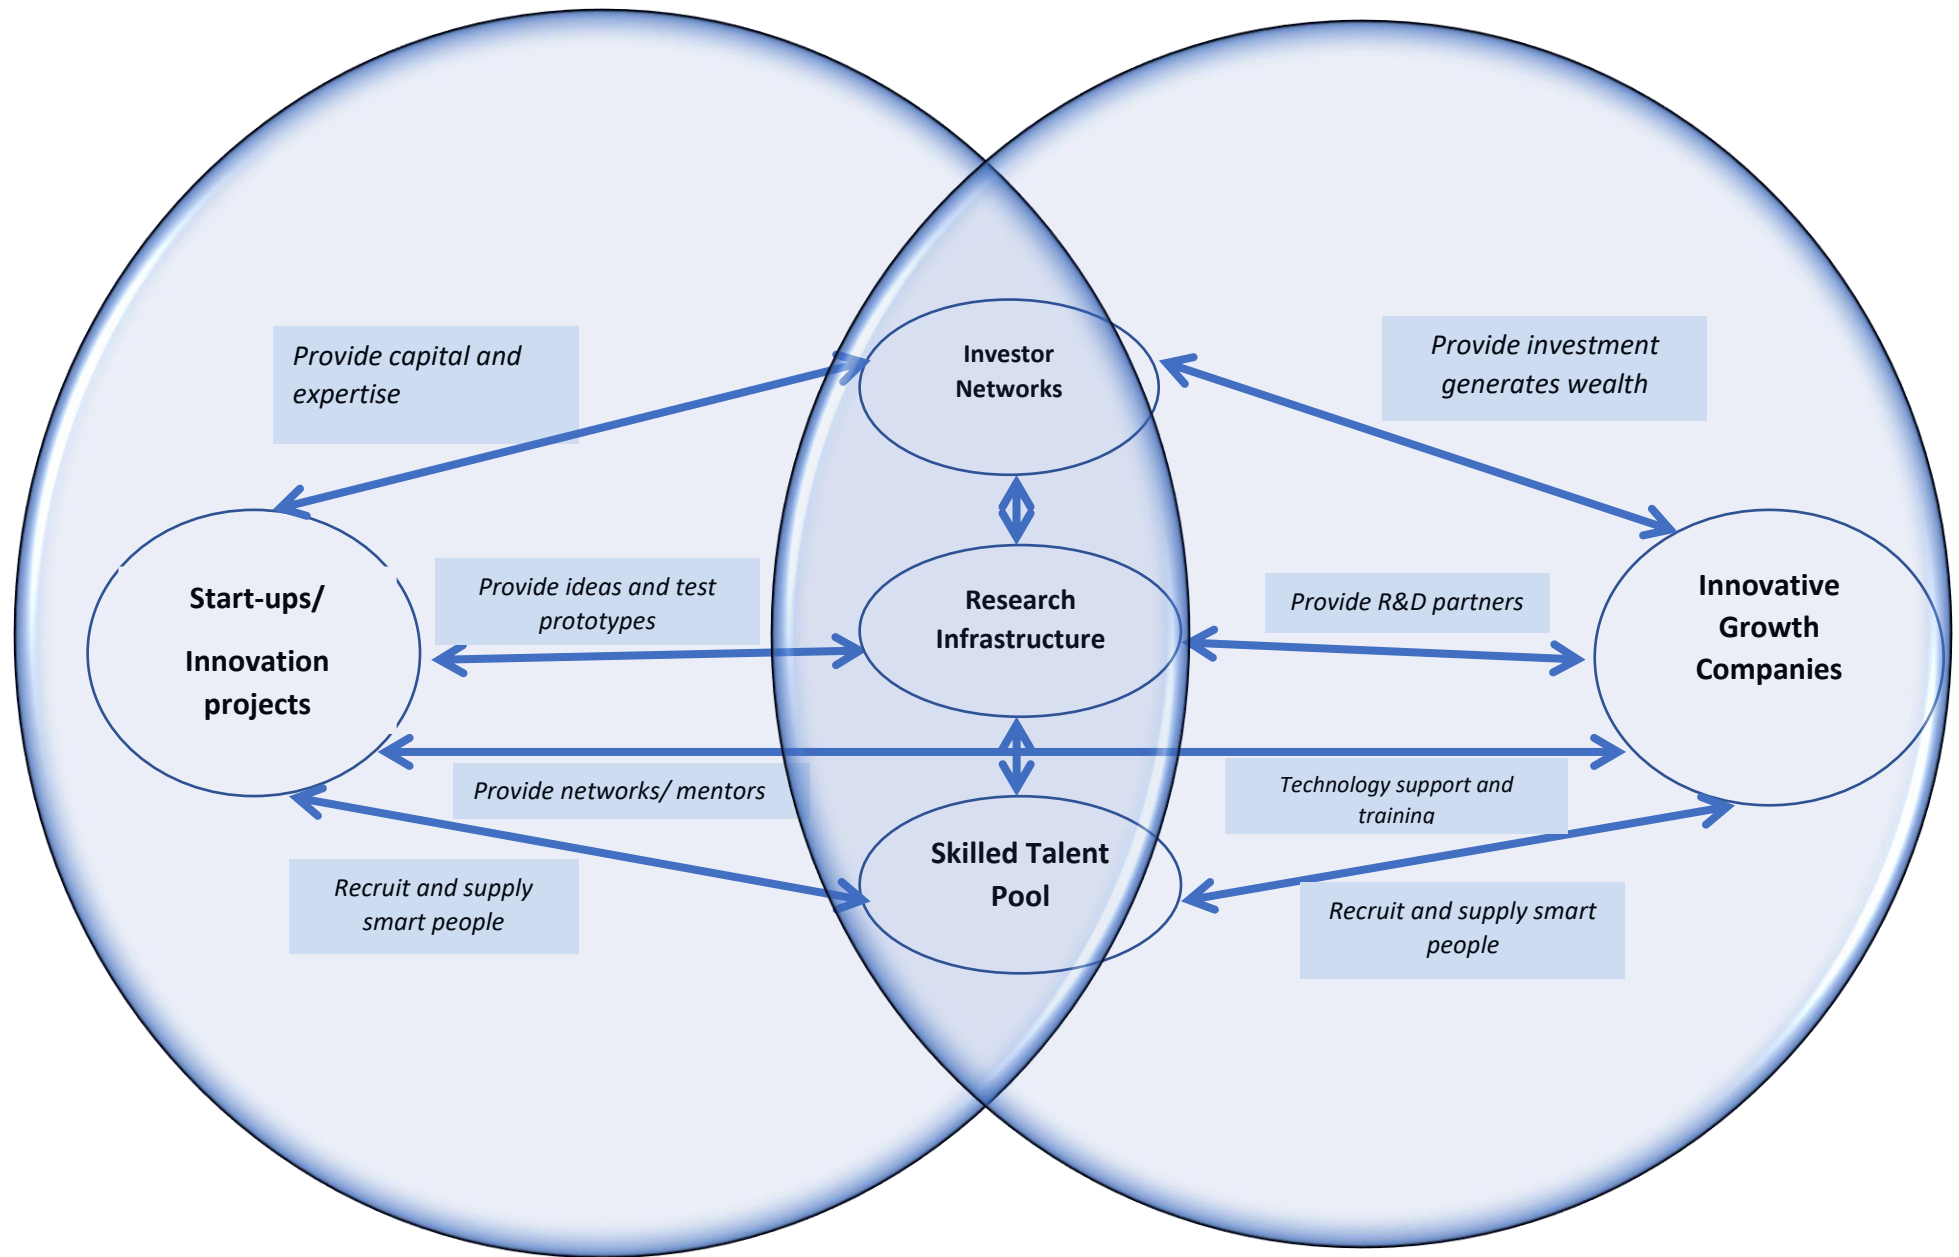 Provide capital and
expertise
Investor
Networks
Provide investment
generates wealth
Start-ups/
Innovation
projects
Provide ideas and test
prototypes
Research
Infrastructure
Provide R&D partners
Innovative
Growth
Companies
Provide networks/ mentors
Technology support and
training
Recruit and supply
smart people
Skilled Talent
Pool
Recruit and supply smart
people